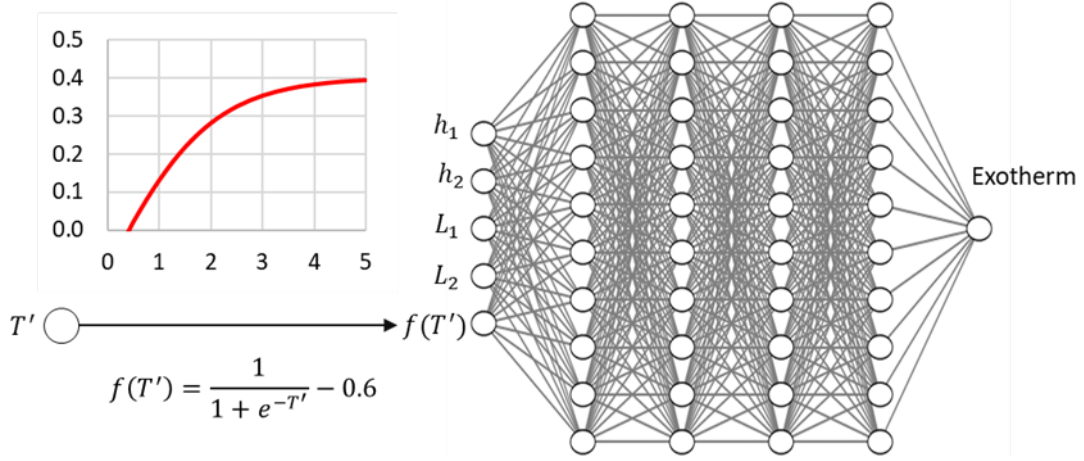 0.5
0.4
0.3
0.2
0.1
0.0
0 1 2 3 4 5
T′
f(T′) = 1 / (1 + e^{−T′}) − 0.6
h₁
h₂
L₁
L₂
f(T′)
Exotherm